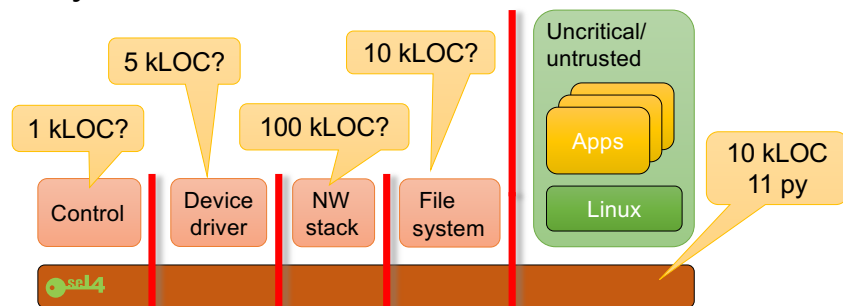 Uncritical/
untrusted
5 kLOC?
10 kLOC?
1 kLOC?
100 kLOC?
Apps
10 kLOC
11 py
Control
Device
driver
NW
stack
File
system
Linux
seL4